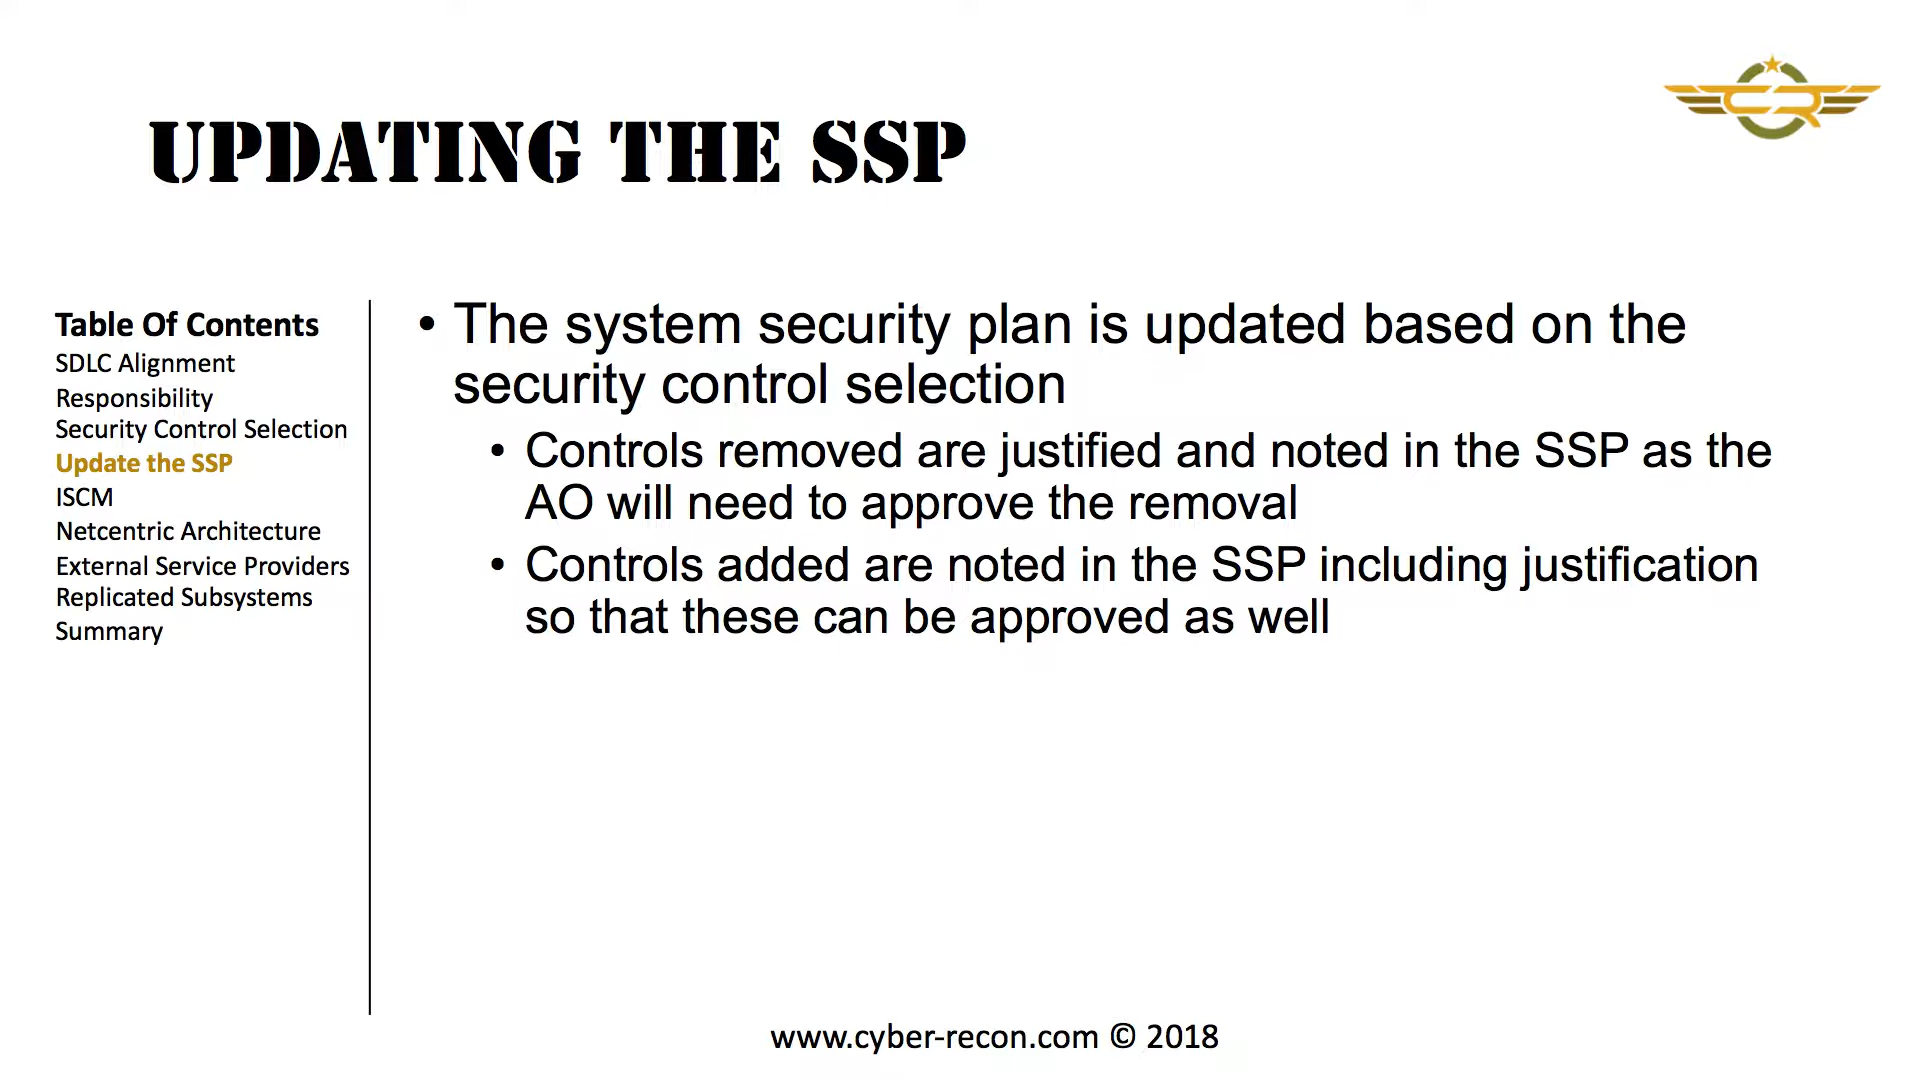 UPDATING THE SSP
CR
Table Of Contents
SDLC Alignment
Responsibility
Security Control Selection
Update the SSP
ISCM
Netcentric Architecture
External Service Providers
Replicated Subsystems
Summary
• The system security plan is updated based on the
security control selection
• Controls removed are justified and noted in the SSP as the
AO will need to approve the removal
• Controls added are noted in the SSP including justification
so that these can be approved as well
www.cyber-recon.com © 2018